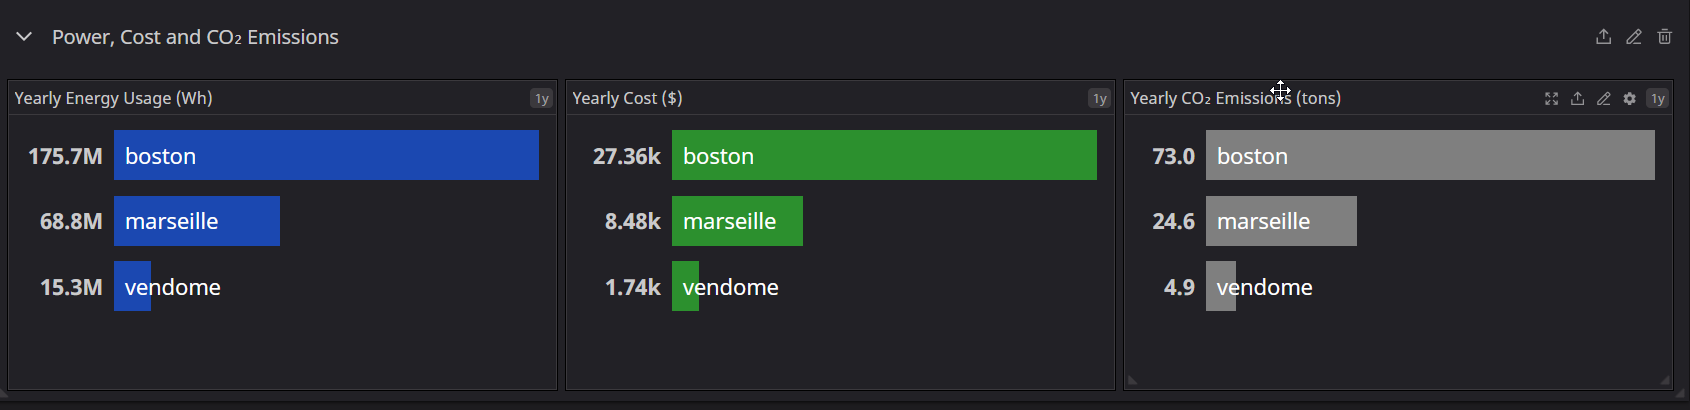 Power, Cost and CO₂ Emissions
Yearly Energy Usage (Wh) 1y
175.7M boston
68.8M marseille
15.3M vendome
Yearly Cost ($) 1y
27.36k boston
8.48k marseille
1.74k vendome
Yearly CO₂ Emissions (tons) 1y
73.0 boston
24.6 marseille
4.9 vendome